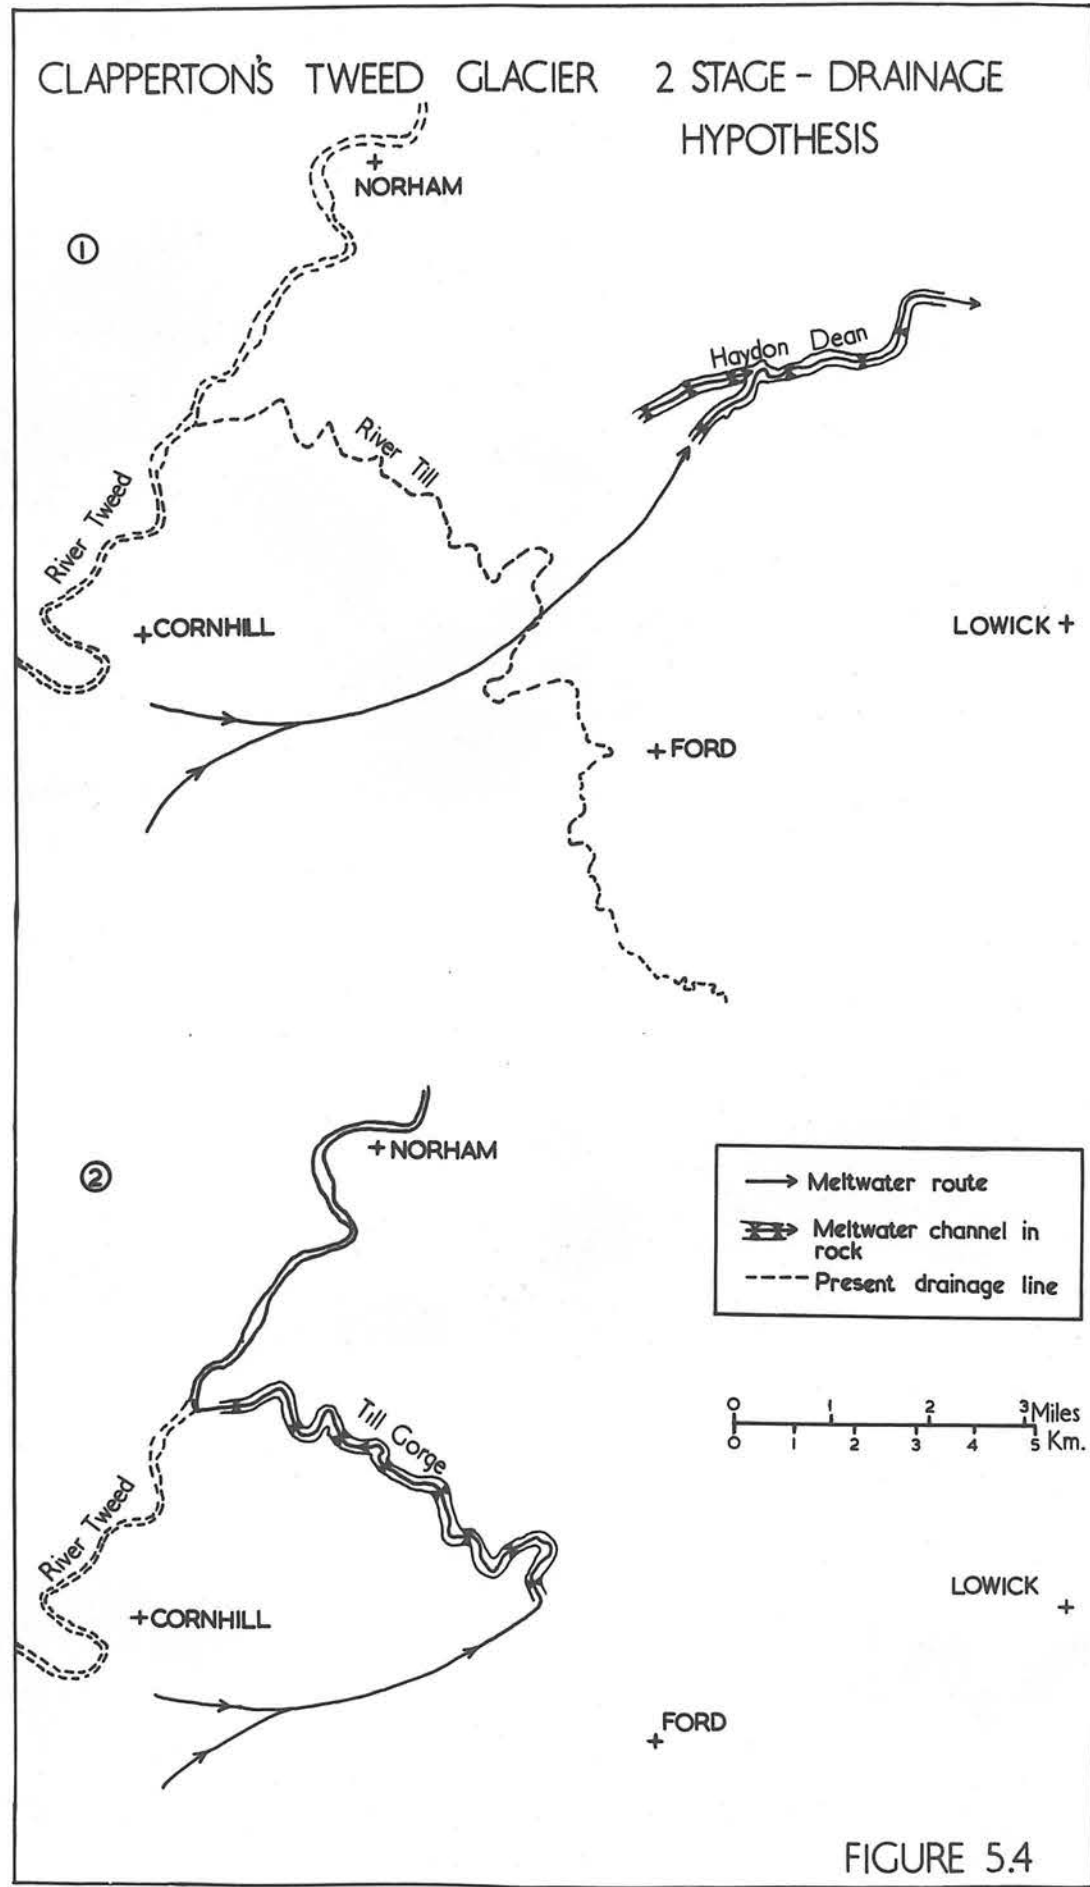 CLAPPERTON'S TWEED GLACIER 2 STAGE - DRAINAGE
HYPOTHESIS
+
NORHAM
①
Haydon Dean
River Till
River Tweed
+CORNHILL
LOWICK +
+FORD
②
+NORHAM
Meltwater route
Meltwater channel in
rock
Present drainage line
0 1 2 3 Miles
0 1 2 3 4 5 Km.
Till Gorge
River Tweed
LOWICK
+
+CORNHILL
FORD
+
FIGURE 5.4